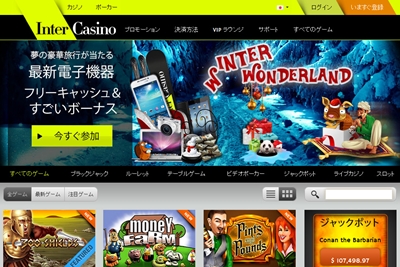 カジノ
ポーカー
ログイン
いますぐ登録
Inter Casino
プロモーション
決済方法
VIP ラウンジ
サポート
すべてのゲーム
夢の豪華旅行が当たる
最新電子機器
フリーキャッシュ&
すごいボーナス
今すぐ参加
WINTER
WONDERLAND
すべてのゲーム
ブラックジャック
ルーレット
テーブルゲーム
ビデオポーカー
ジャックポット
ライブカジノ
スロット
全ゲーム
最新ゲーム
注目ゲーム
300 SHIELDS
FEATURED
money
FARM
Pints
Pounds
ジャックポット
Conan the Barbarian
$ 107,498.97